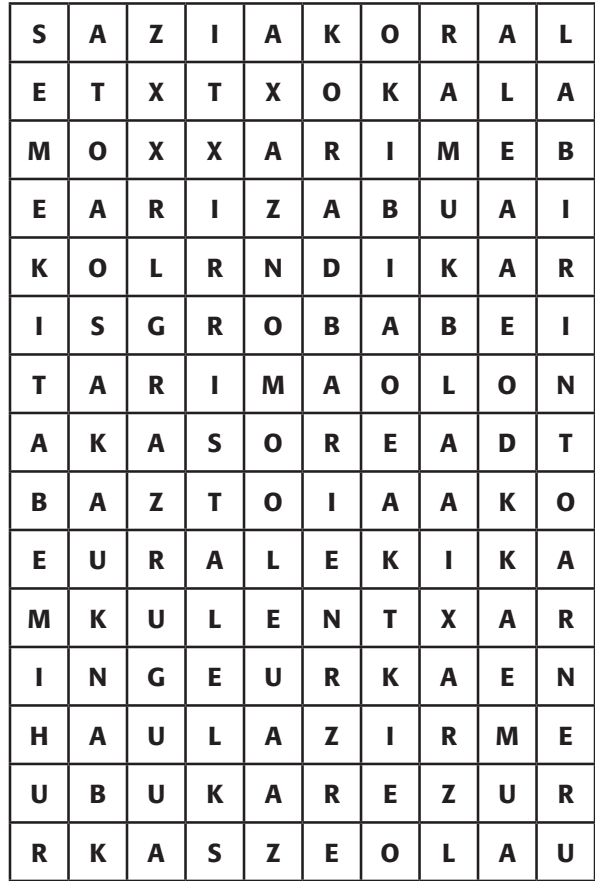 S A Z I A K O R A L
E T X T X O K A L A
M O X X A R I M E B
E A R I Z A B U A I
K O L R N D I K A R
I S G R O B A B E I
T A R I M A O L O N
A K A S O R E A D T
B A Z T O I A A K O
E U R A L E K I K A
M K U L E N T X A R
I N G E U R K A E N
H A U L A Z I R M E
U B U K A R E Z U R
R K A S Z E O L A U